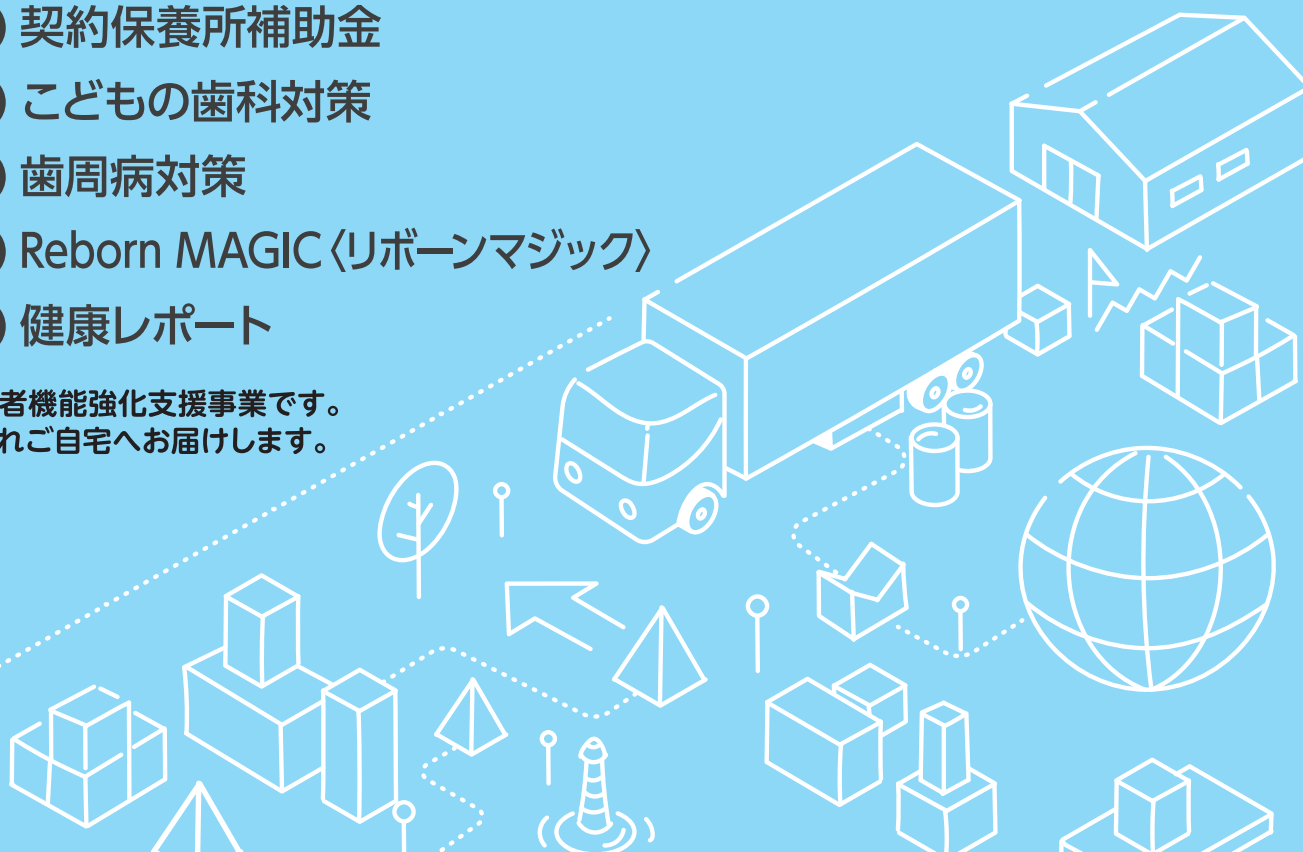 契約保養所補助金
こどもの歯科対策
歯周病対策
Reborn MAGIC〈リボーンマジック〉
健康レポート
者機能強化支援事業です。
れご自宅へお届けします。